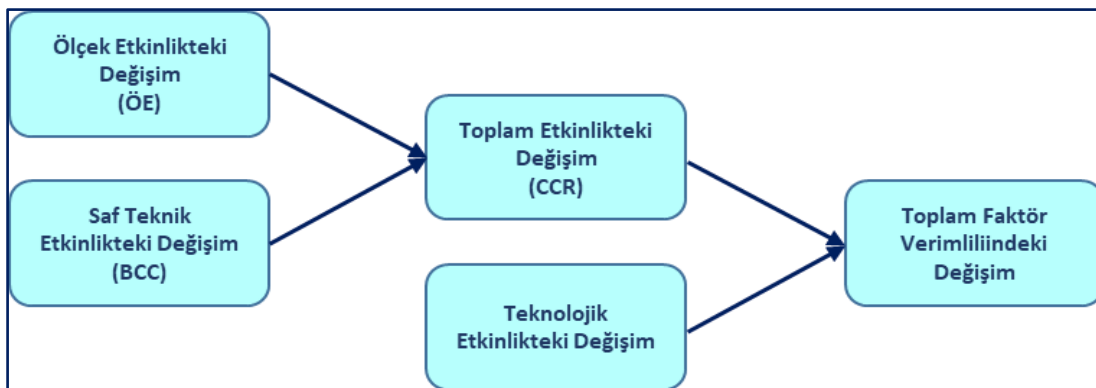 Ölçek Etkinlikteki
Değişim
(ÖE)
Saf Teknik
Etkinlikteki Değişim
(BCC)
Toplam Etkinlikteki
Değişim
(CCR)
Teknolojik
Etkinlikteki Değişim
Toplam Faktör
Verimliliindeki
Değişim